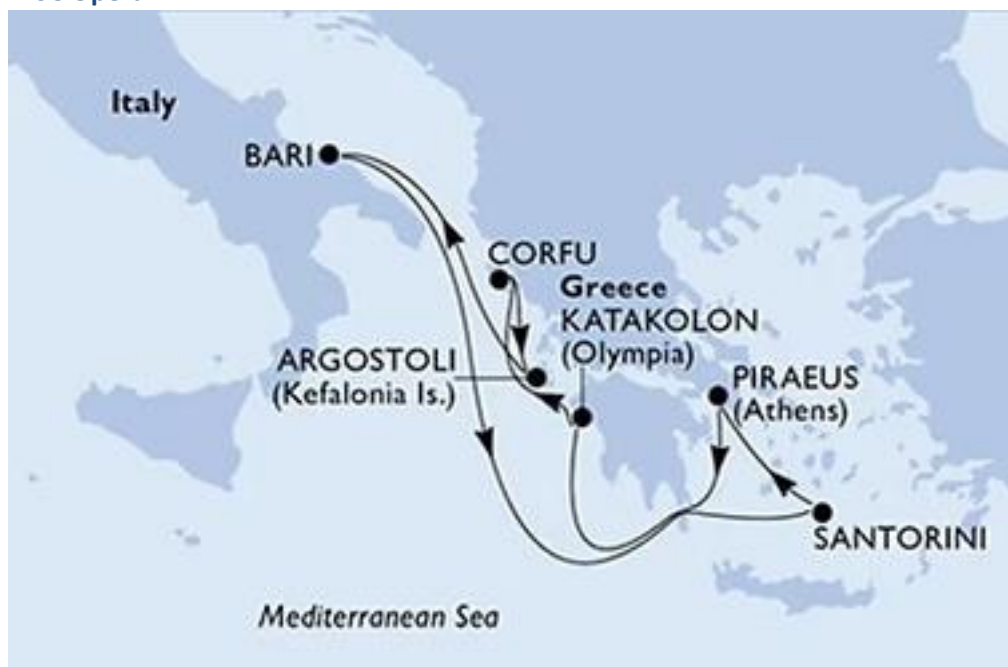 Italy
BARI
CORFU
Greece
KATAKOLON
(Olympia)
ARGOSTOLI
(Kefalonia Is.)
PIRAEUS
(Athens)
SANTORINI
Mediterranean Sea